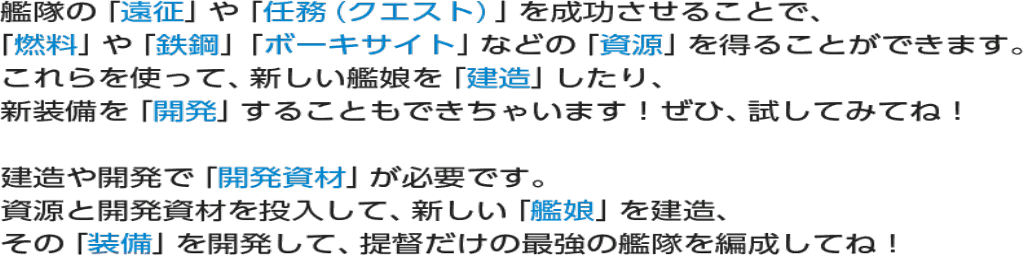 艦隊の「遠征」や「任務(クエスト)」を成功させることで、
「燃料」や「鉄鋼」「ボーキサイト」などの「資源」を得ることができます。
これらを使って、新しい艦娘を「建造」したり、
新装備を「開発」することもできちゃいます！ぜひ、試してみてね！
建造や開発で「開発資材」が必要です。
資源と開発資材を投入して、新しい「艦娘」を建造、
その「装備」を開発して、提督だけの最強の艦隊を編成してね！